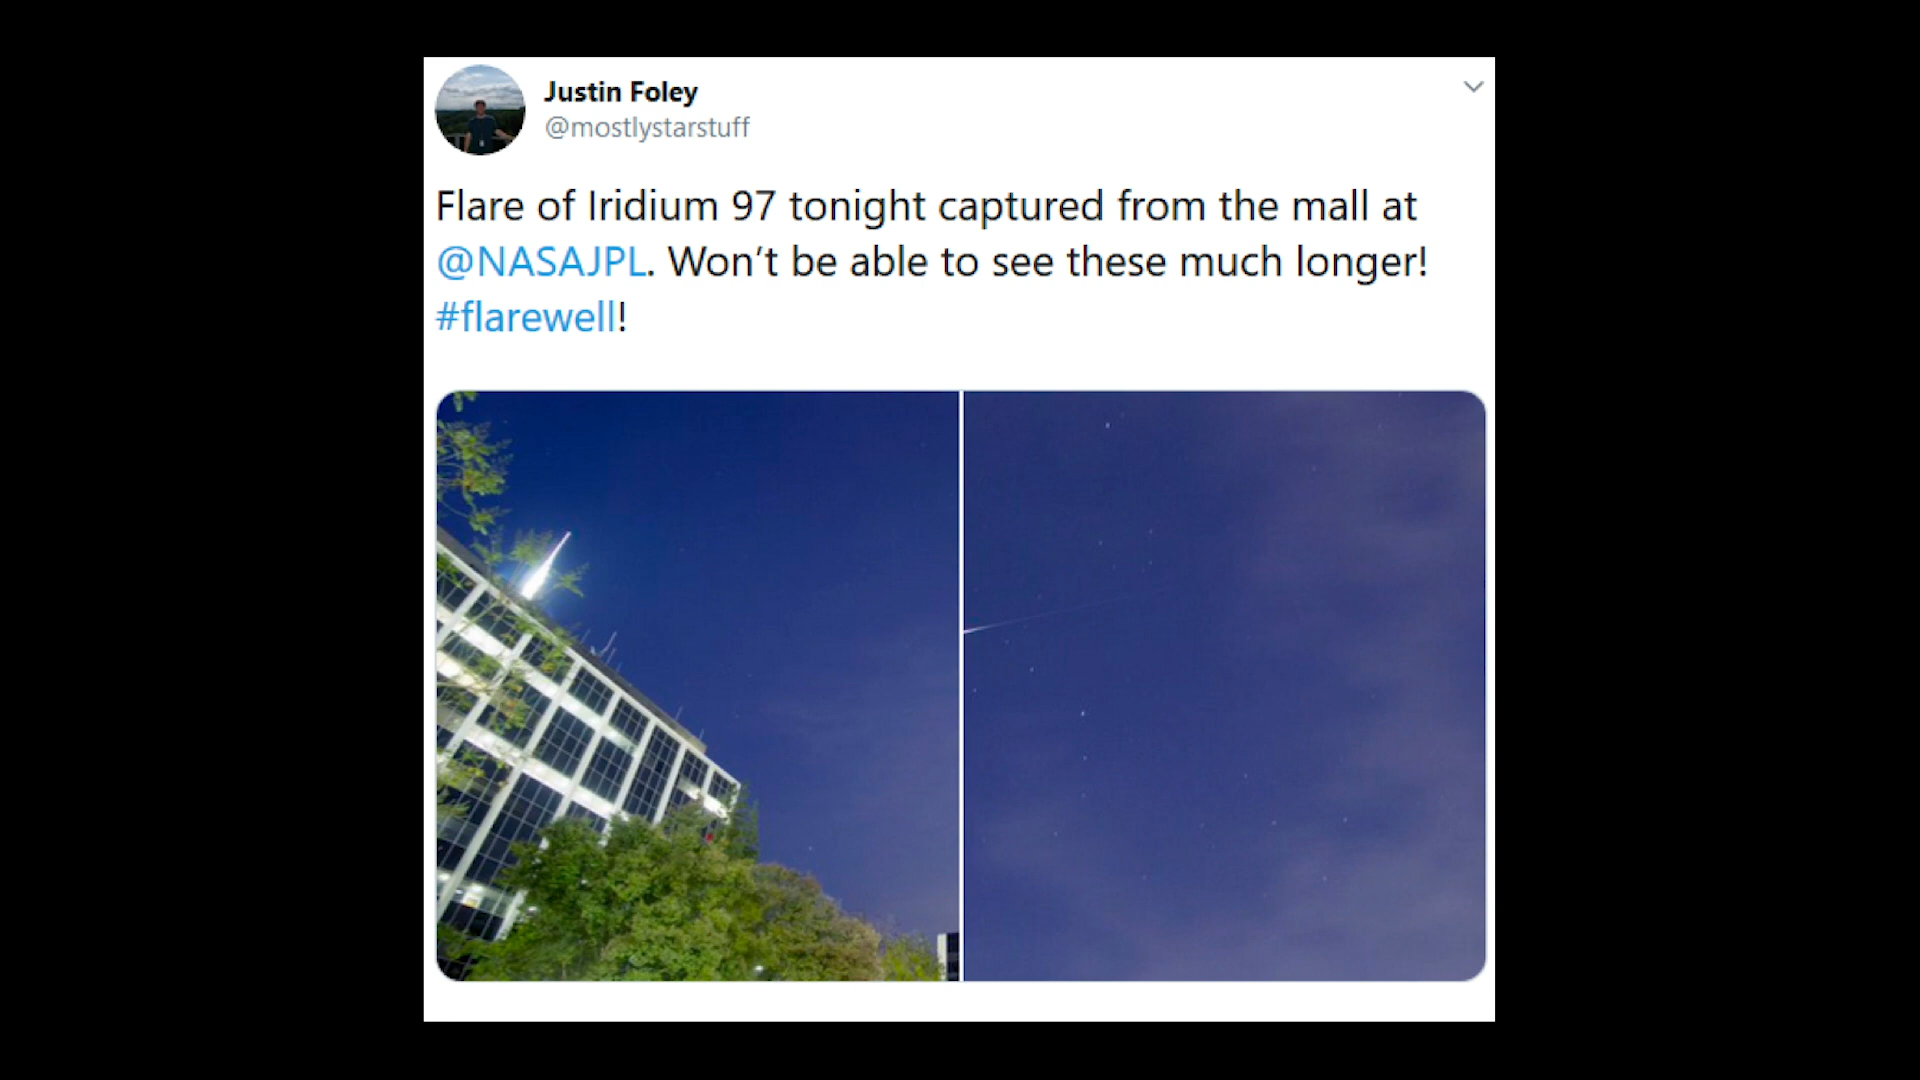 Justin Foley
@mostlystarstuff
Flare of Iridium 97 tonight captured from the mall at
@NASAJPL. Won’t be able to see these much longer!
#flarewell!